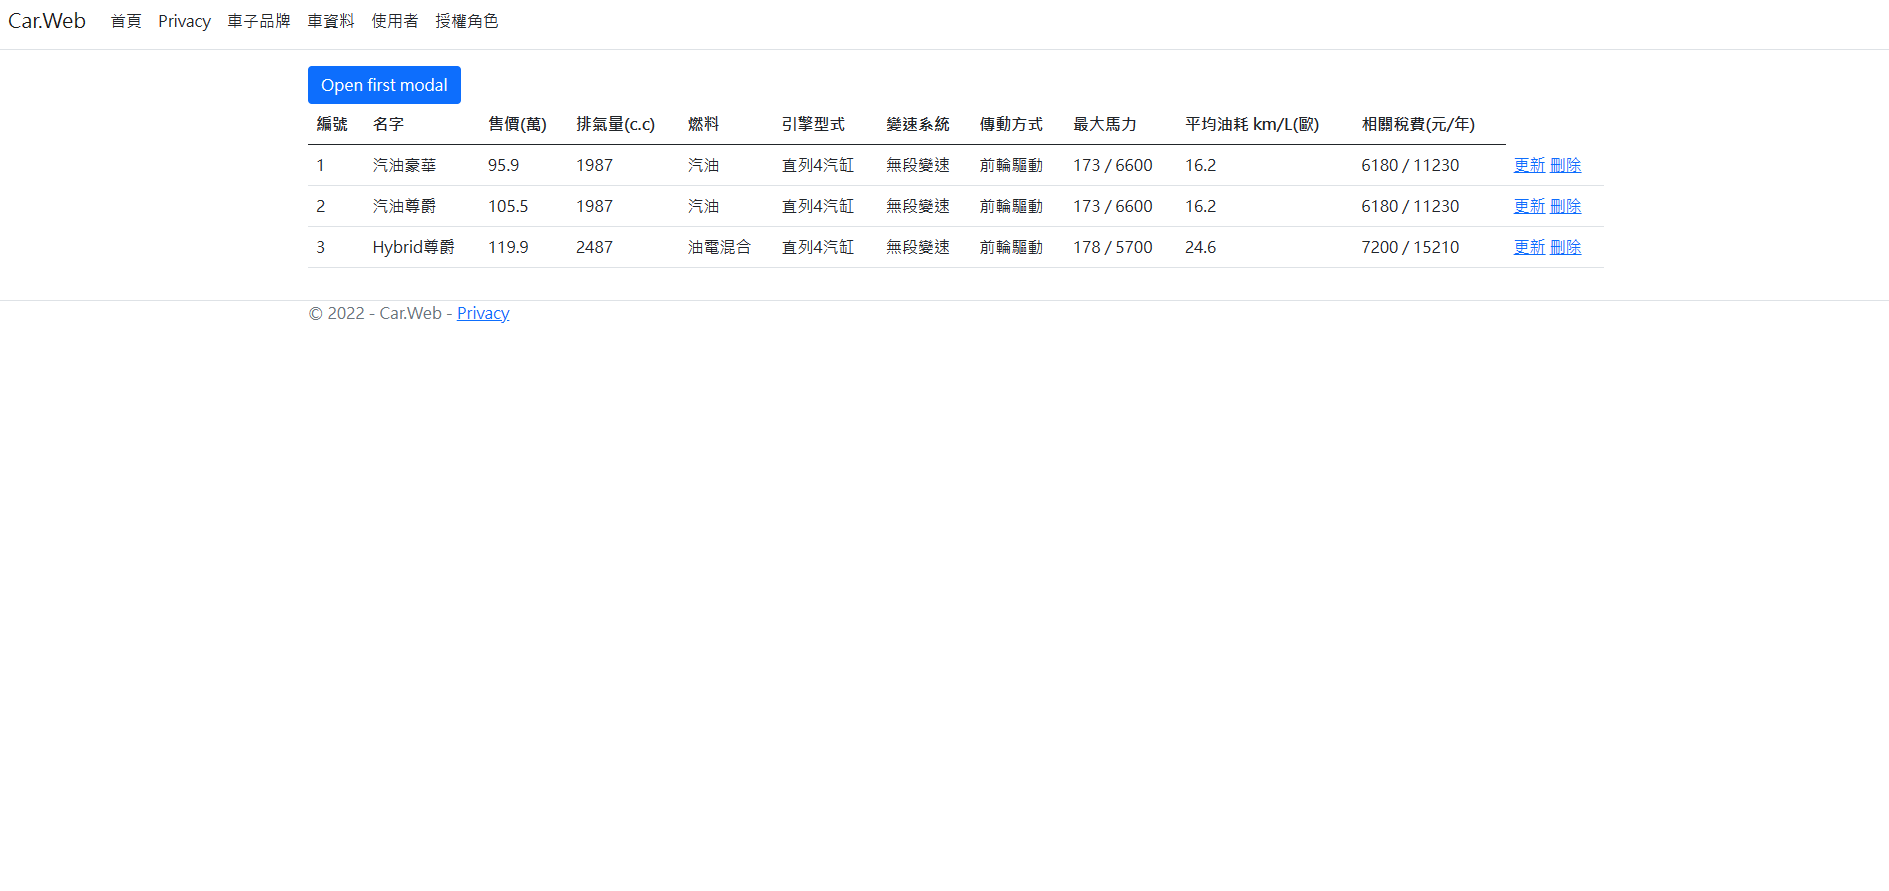 Car.Web 首頁 Privacy 車子品牌 車資料 使用者 授權角色
Open first modal
編號 名字 售價(萬) 排氣量(c.c) 燃料 引擎型式 變速系統 傳動方式 最大馬力 平均油耗 km/L(歐) 相關稅費(元/年)
1 汽油豪華 95.9 1987 汽油 直列4汽缸 無段變速 前輪驅動 173 / 6600 16.2 6180 / 11230 更新 刪除
2 汽油尊爵 105.5 1987 汽油 直列4汽缸 無段變速 前輪驅動 173 / 6600 16.2 6180 / 11230 更新 刪除
3 Hybrid尊爵 119.9 2487 油電混合 直列4汽缸 無段變速 前輪驅動 178 / 5700 24.6 7200 / 15210 更新 刪除
© 2022 - Car.Web - Privacy